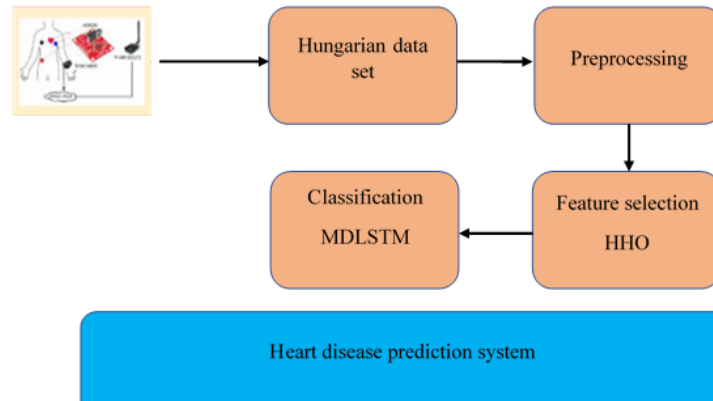 Hungarian data
set
Preprocessing
Feature selection
HHO
Classification
MDLSTM
Heart disease prediction system